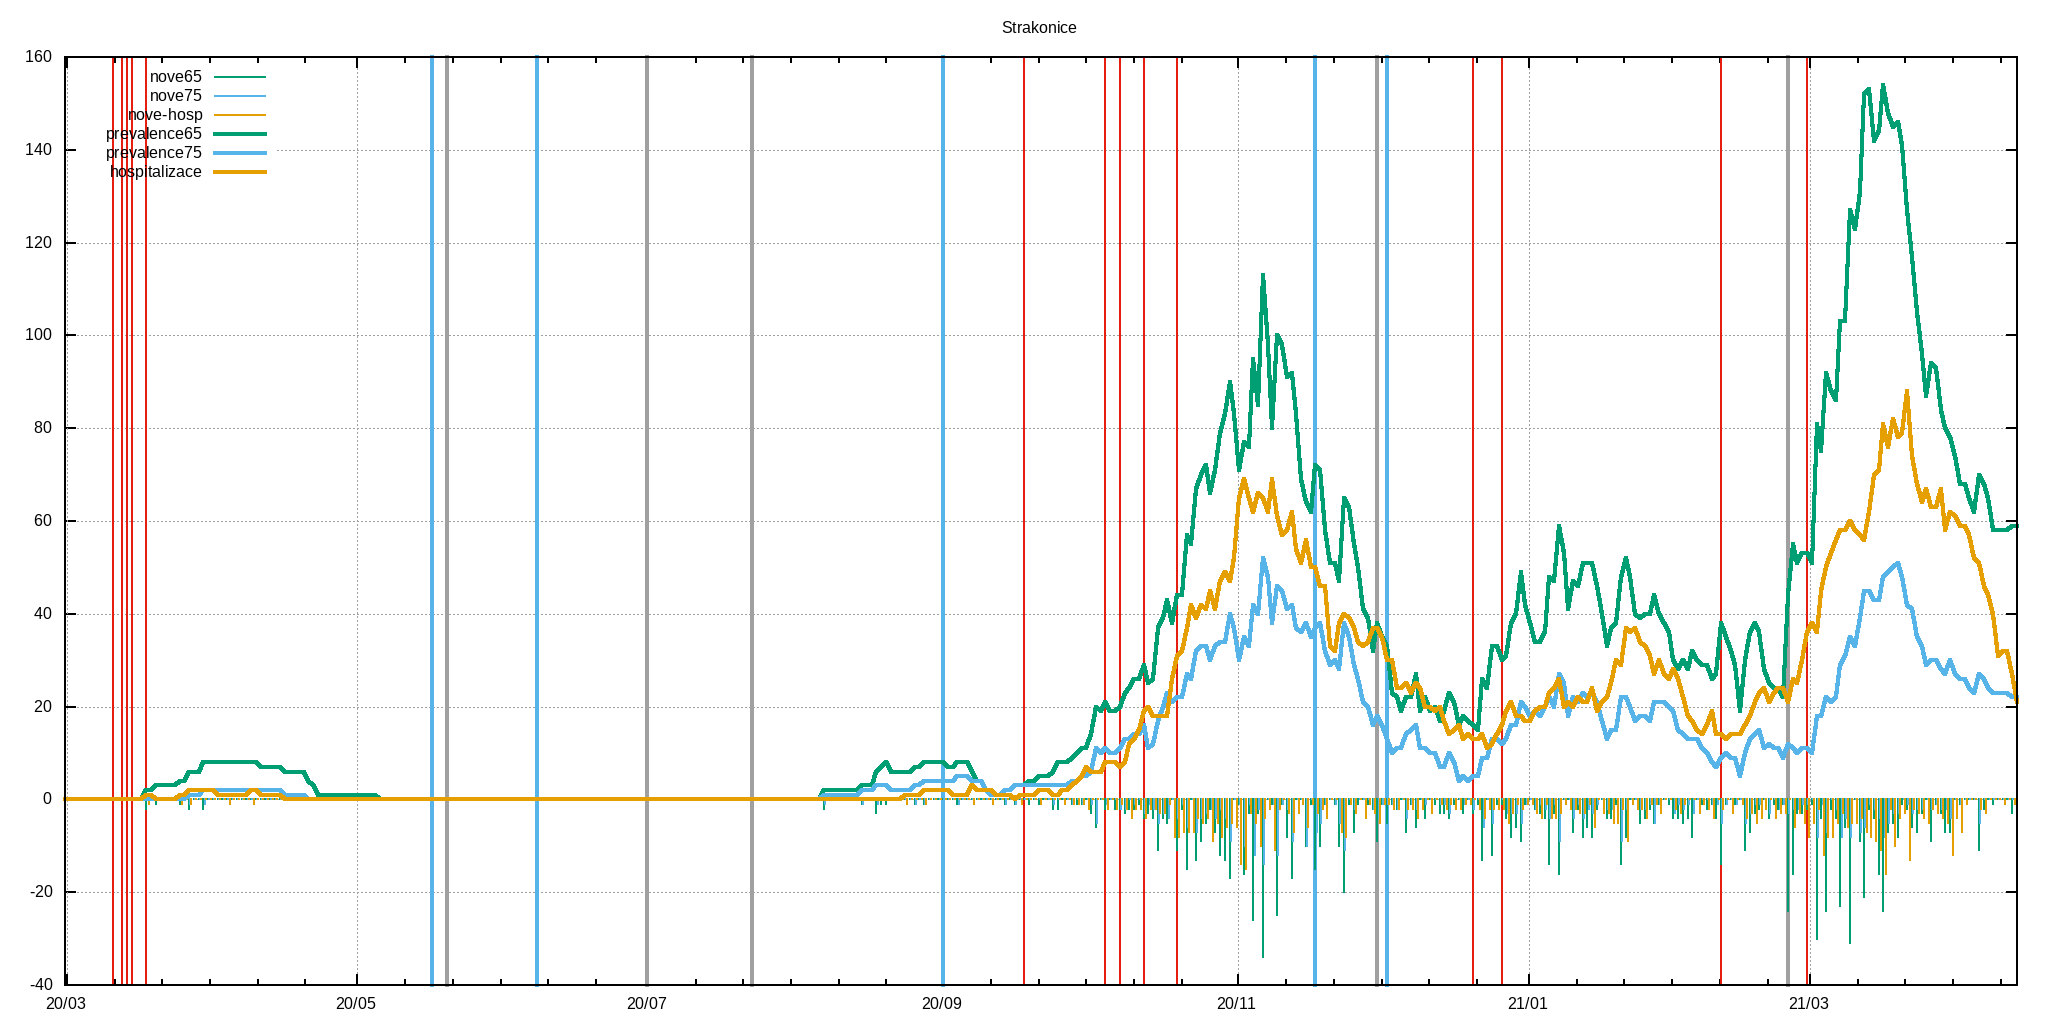 Strakonice
160
140
120
100
80
60
40
20
0
-20
-40
nove65
nove75
nove-hosp
prevalence65
prevalence75
hospitalizace
20/03 20/05 20/07 20/09 20/11 21/01 21/03